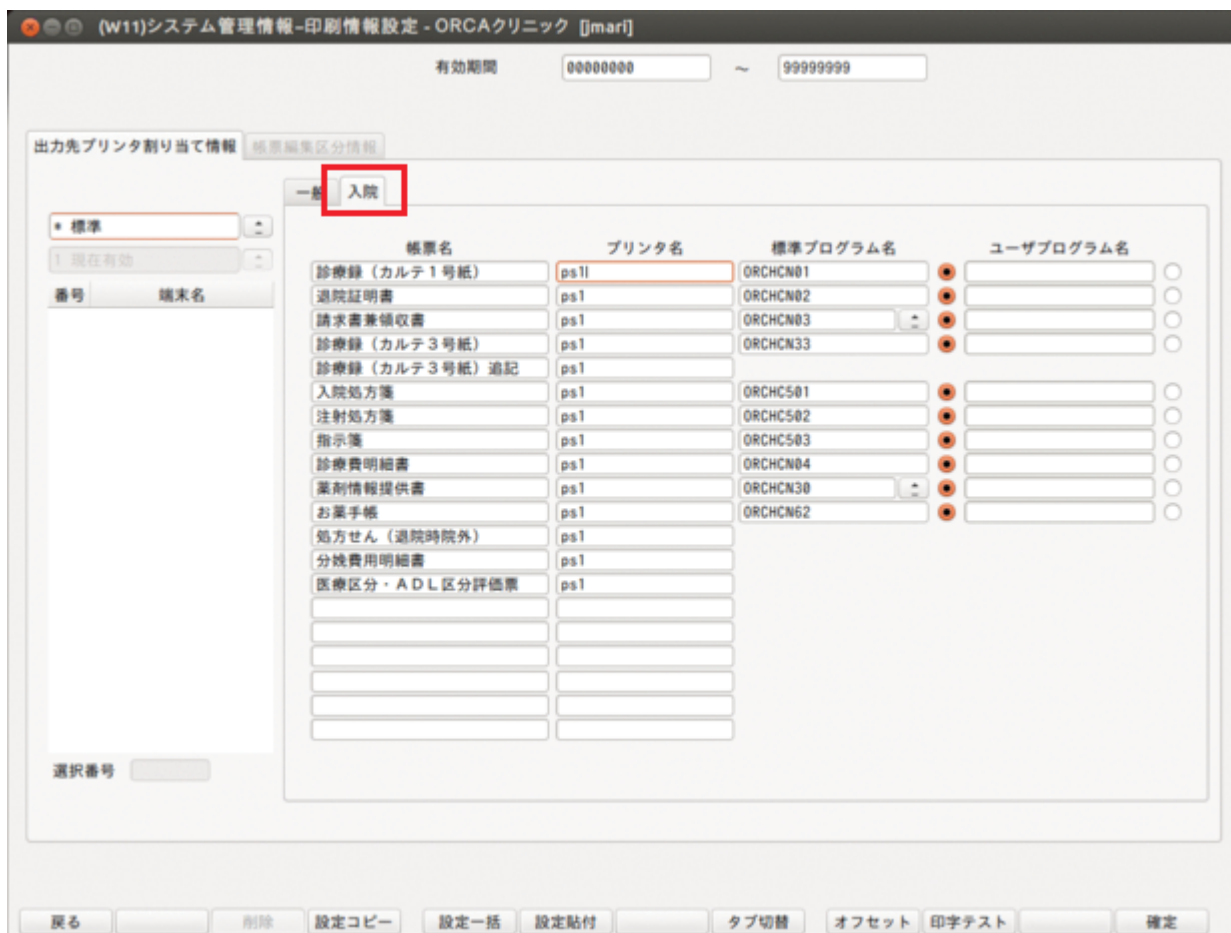 (W11)システム管理情報-印刷情報設定 - ORCAクリニック [jmari]
有効期間 00000000 ～ 99999999
出力先プリンタ割り当て情報 帳票編集区分情報
一般 入院
* 標準
1 現在有効
番号 端末名
帳票名 プリンタ名 標準プログラム名 ユーザプログラム名
診療録（カルテ１号紙） ps1 ORCHCN01
退院証明書 ps1 ORCHCN02
請求書兼領収書 ps1 ORCHCN03
診療録（カルテ３号紙） ps1 ORCHCN33
診療録（カルテ３号紙）追記 ps1
入院処方箋 ps1 ORCHC501
注射処方箋 ps1 ORCHC502
指示箋 ps1 ORCHC503
診療費明細書 ps1 ORCHCN04
薬剤情報提供書 ps1 ORCHCN30
お薬手帳 ps1 ORCHCN62
処方せん（退院時院外） ps1
分娩費用明細書 ps1
医療区分・ＡＤＬ区分評価票 ps1
選択番号
戻る 削除 設定コピー 設定一括 設定貼付 タブ切替 オフセット 印字テスト 確定